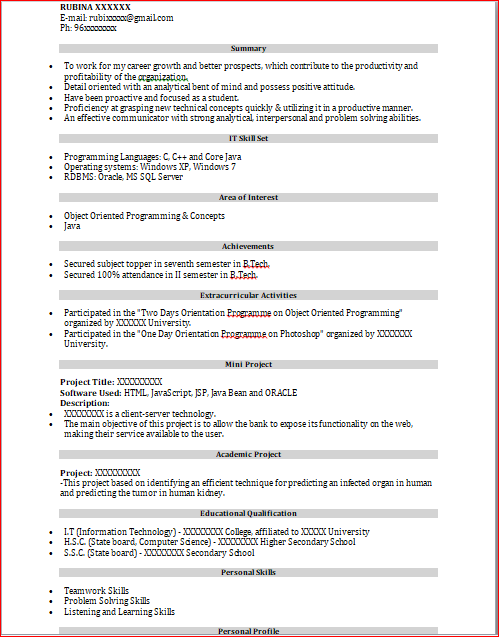 RUBINA XXXXXX
E-mail: rubixxxxx@gmail.com
Ph: 96xxxxxxxx
Summary
• To work for my career growth and better prospects, which contribute to the productivity and
profitability of the organization.
• Detail oriented with an analytical bent of mind and possess positive attitude.
• Have been proactive and focused as a student.
• Proficiency at grasping new technical concepts quickly & utilizing it in a productive manner.
• An effective communicator with strong analytical, interpersonal and problem solving abilities.
IT Skill Set
• Programming Languages: C, C++ and Core Java
• Operating systems: Windows XP, Windows 7
• RDBMS: Oracle, MS SQL Server
Area of Interest
• Object Oriented Programming & Concepts
• Java
Achievements
• Secured subject topper in seventh semester in B.Tech.
• Secured 100% attendance in II semester in B.Tech.
Extracurricular Activities
• Participated in the "Two Days Orientation Programme on Object Oriented Programming"
organized by XXXXXX University.
• Participated in the "One Day Orientation Programme on Photoshop" organized by XXXXXXX
University.
Mini Project
Project Title: XXXXXXXXX
Software Used: HTML, JavaScript, JSP, Java Bean and ORACLE
Description:
• XXXXXXXX is a client-server technology.
• The main objective of this project is to allow the bank to expose its functionality on the web,
making their service available to the user.
Academic Project
Project: XXXXXXXXX
-This project based on identifying an efficient technique for predicting an infected organ in human
and predicting the tumor in human kidney.
Educational Qualification
• I.T (Information Technology) - XXXXXXXX College, affiliated to XXXXX University
• H.S.C. (State board, Computer Science) - XXXXXXXX Higher Secondary School
• S.S.C. (State board) - XXXXXXXX Secondary School
Personal Skills
• Teamwork Skills
• Problem Solving Skills
• Listening and Learning Skills
Personal Profile